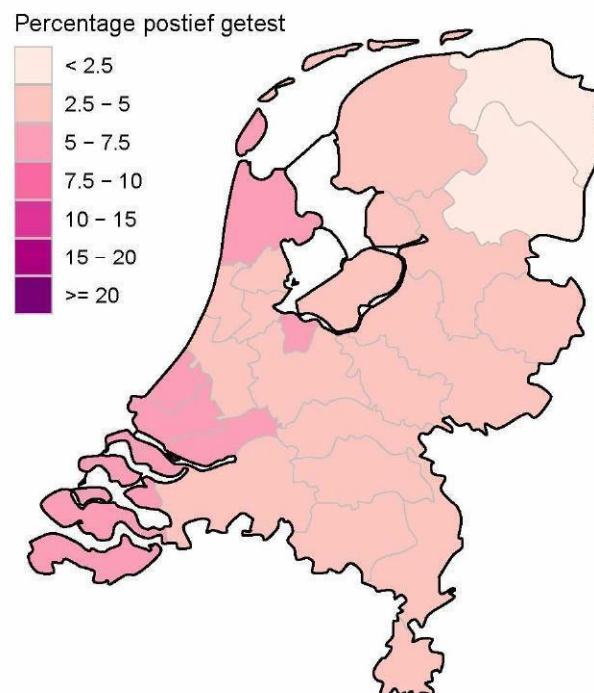 Percentage postief getest
< 2.5
2.5 – 5
5 – 7.5
7.5 – 10
10 – 15
15 – 20
>= 20